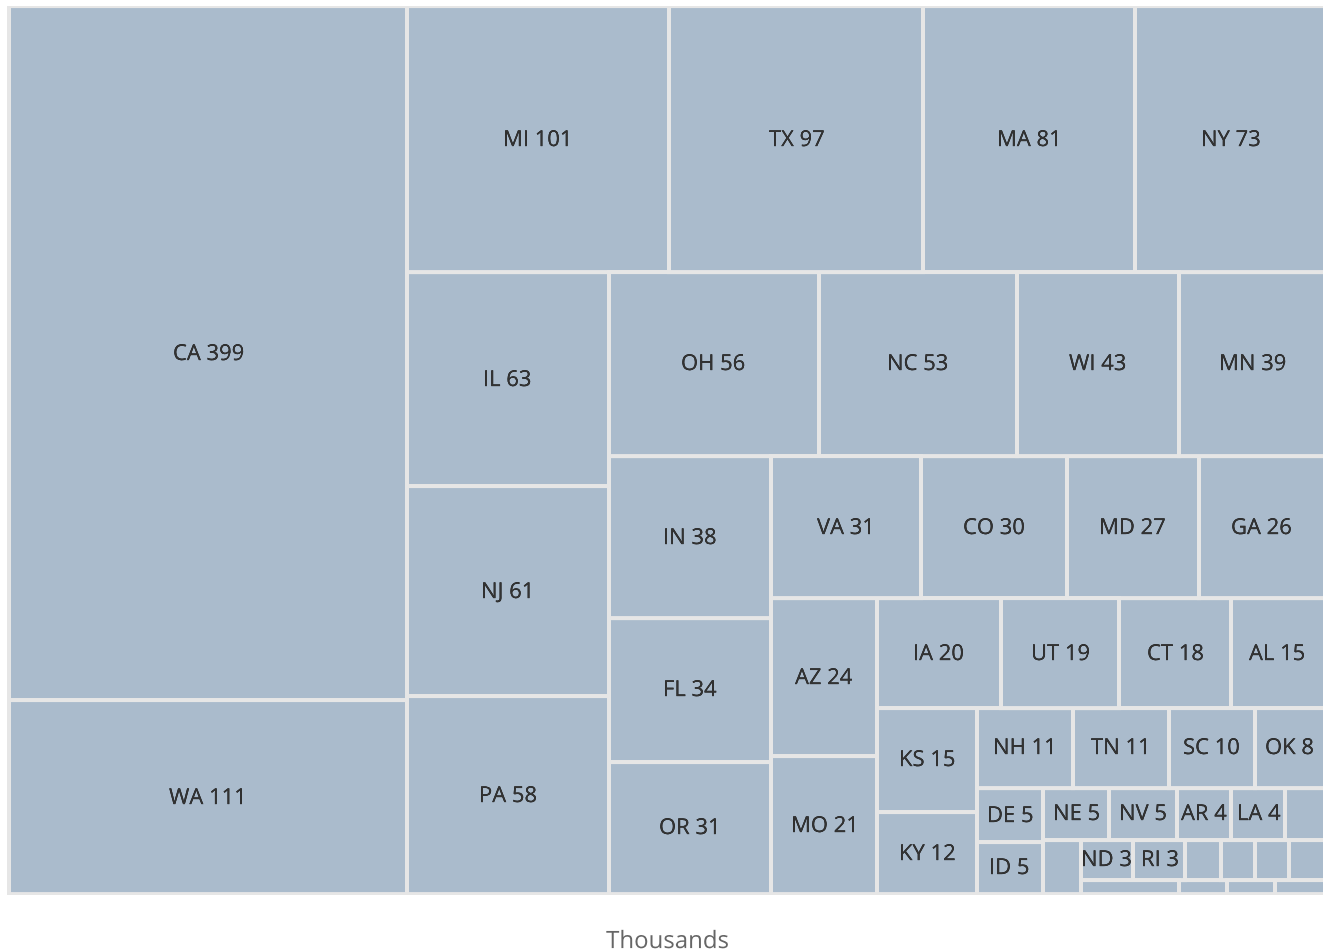 CA 399
WA 111
MI 101
TX 97
MA 81
NY 73
IL 63
NJ 61
PA 58
OH 56
NC 53
WI 43
MN 39
IN 38
FL 34
OR 31
VA 31
CO 30
MD 27
GA 26
AZ 24
MO 21
IA 20
UT 19
CT 18
AL 15
KS 15
KY 12
NH 11
TN 11
SC 10
OK 8
DE 5
ID 5
NE 5
NV 5
AR 4
LA 4
ND 3
RI 3
Thousands